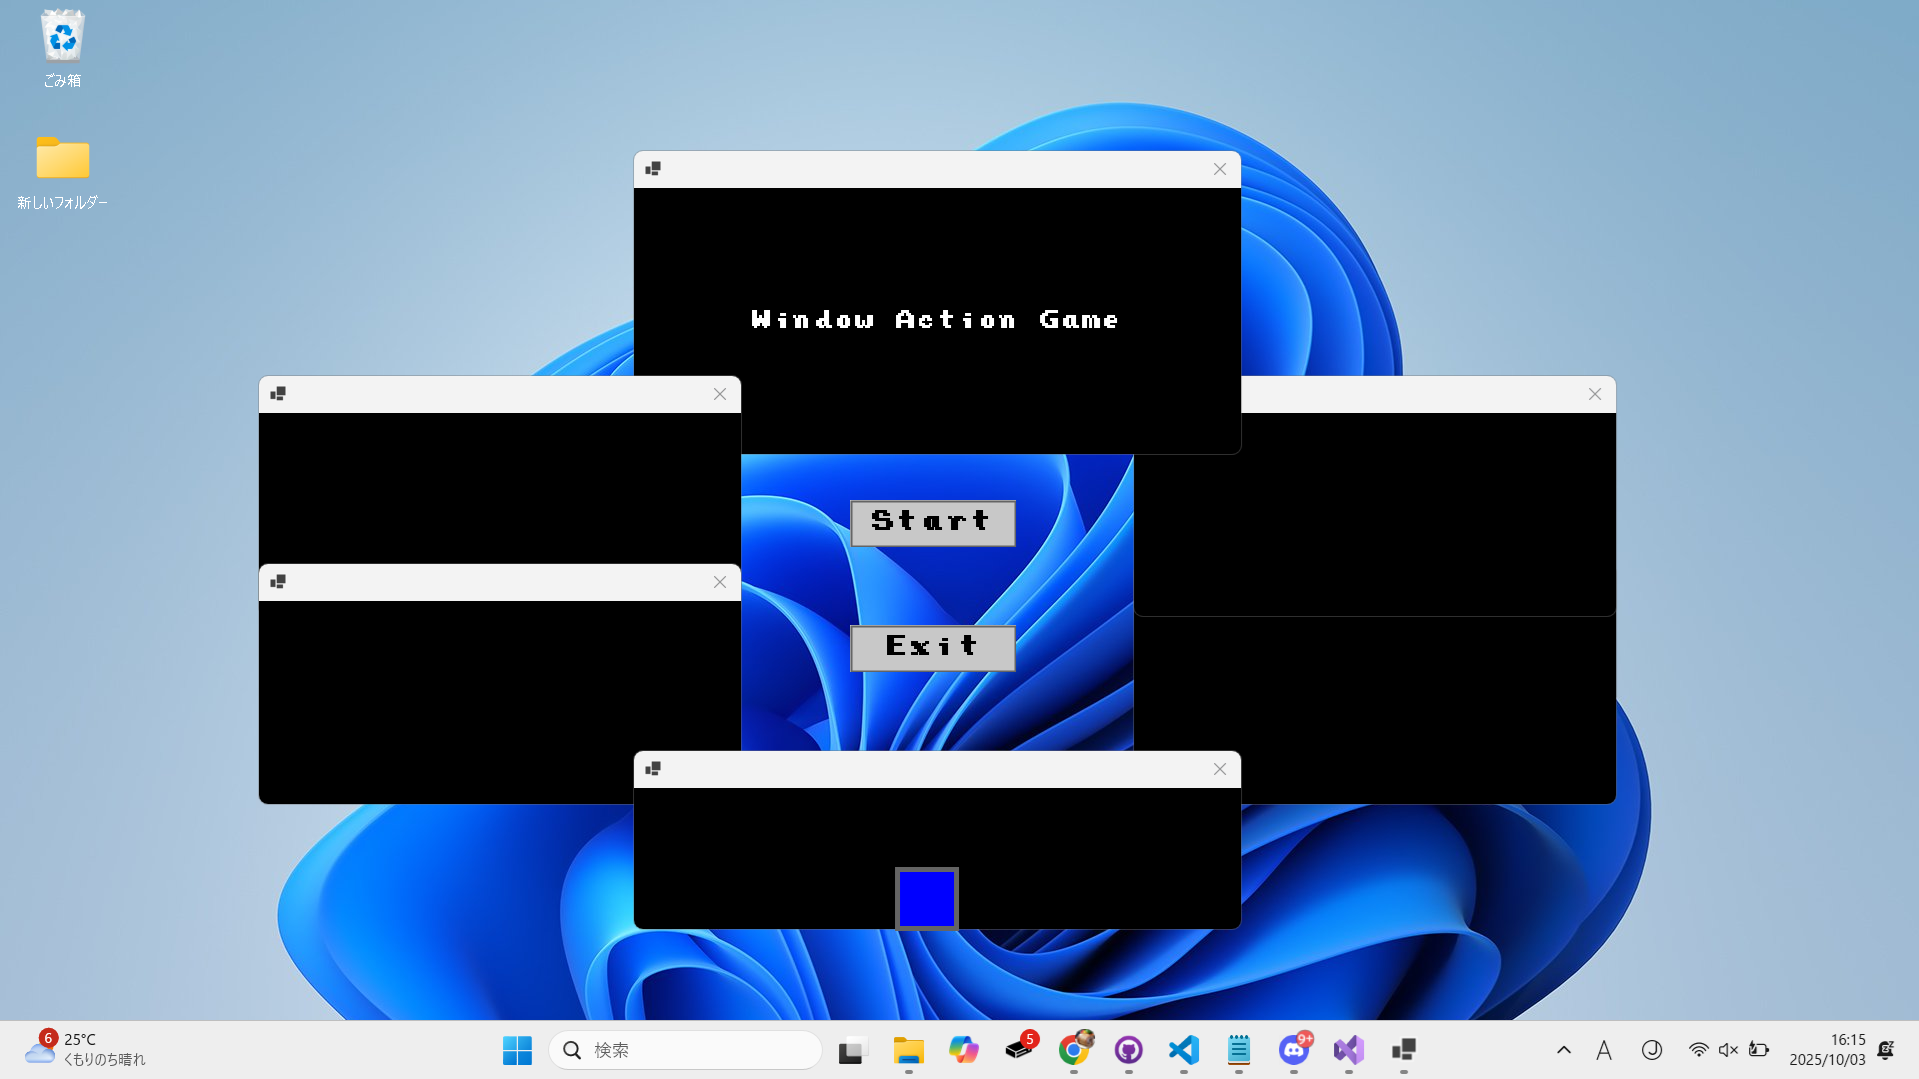 ごみ箱
新しいフォルダー
Window Action Game
Start
Exit
6
25°C
くもりのち晴れ
検索
5
9+
A
J
16:15
2025/10/03